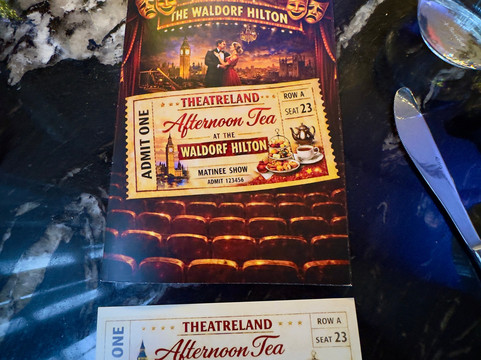 THE WALDORF HILTON
ADMIT ONE
THEATRELAND
Afternoon Tea
AT THE
WALDORF HILTON
MATINEE SHOW
ADMIT 123456
ROW A
SEAT 23
ONE
THEATRELAND
Afternoon Tea
ROW A
SEAT 23